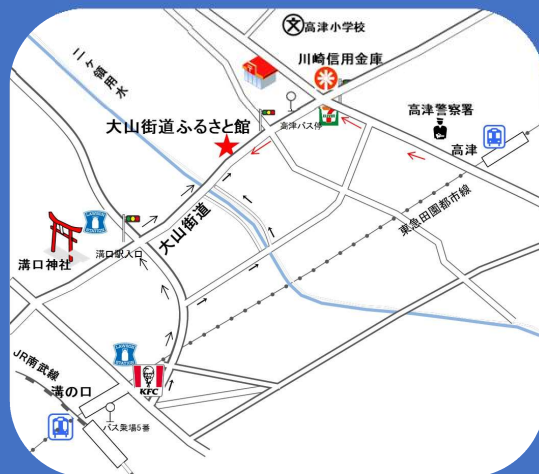 高津小学校
川崎信用金庫
二ヶ領用水
高津バス停
高津警察署
大山街道ふるさと館
高津
東急田園都市線
大山街道
溝口神社
溝口駅入口
JR南武線
溝の口
KFC
バス乗場5番